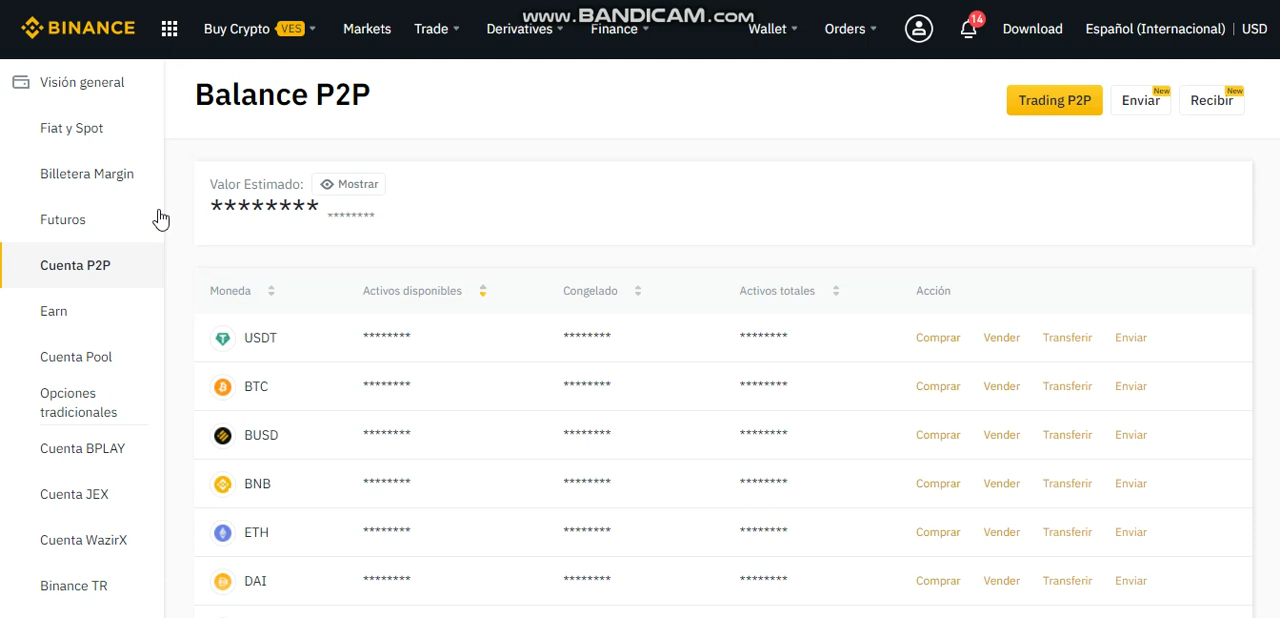 www.BANDICAM.com
BINANCE Buy Crypto VES Markets Trade Derivatives Finance Wallet Orders 14 Download Español (Internacional) | USD
Visión general
Fiat y Spot
Billetera Margin
Futuros
Cuenta P2P
Earn
Cuenta Pool
Opciones
tradicionales
Cuenta BPLAY
Cuenta JEX
Cuenta WazirX
Binance TR
Balance P2P
Trading P2P Enviar New Recibir New
Valor Estimado: Mostrar
******** ********
Moneda Activos disponibles Congelado Activos totales Acción
USDT ******** ******** ******** Comprar Vender Transferir Enviar
BTC ******** ******** ******** Comprar Vender Transferir Enviar
BUSD ******** ******** ******** Comprar Vender Transferir Enviar
BNB ******** ******** ******** Comprar Vender Transferir Enviar
ETH ******** ******** ******** Comprar Vender Transferir Enviar
DAI ******** ******** ******** Comprar Vender Transferir Enviar